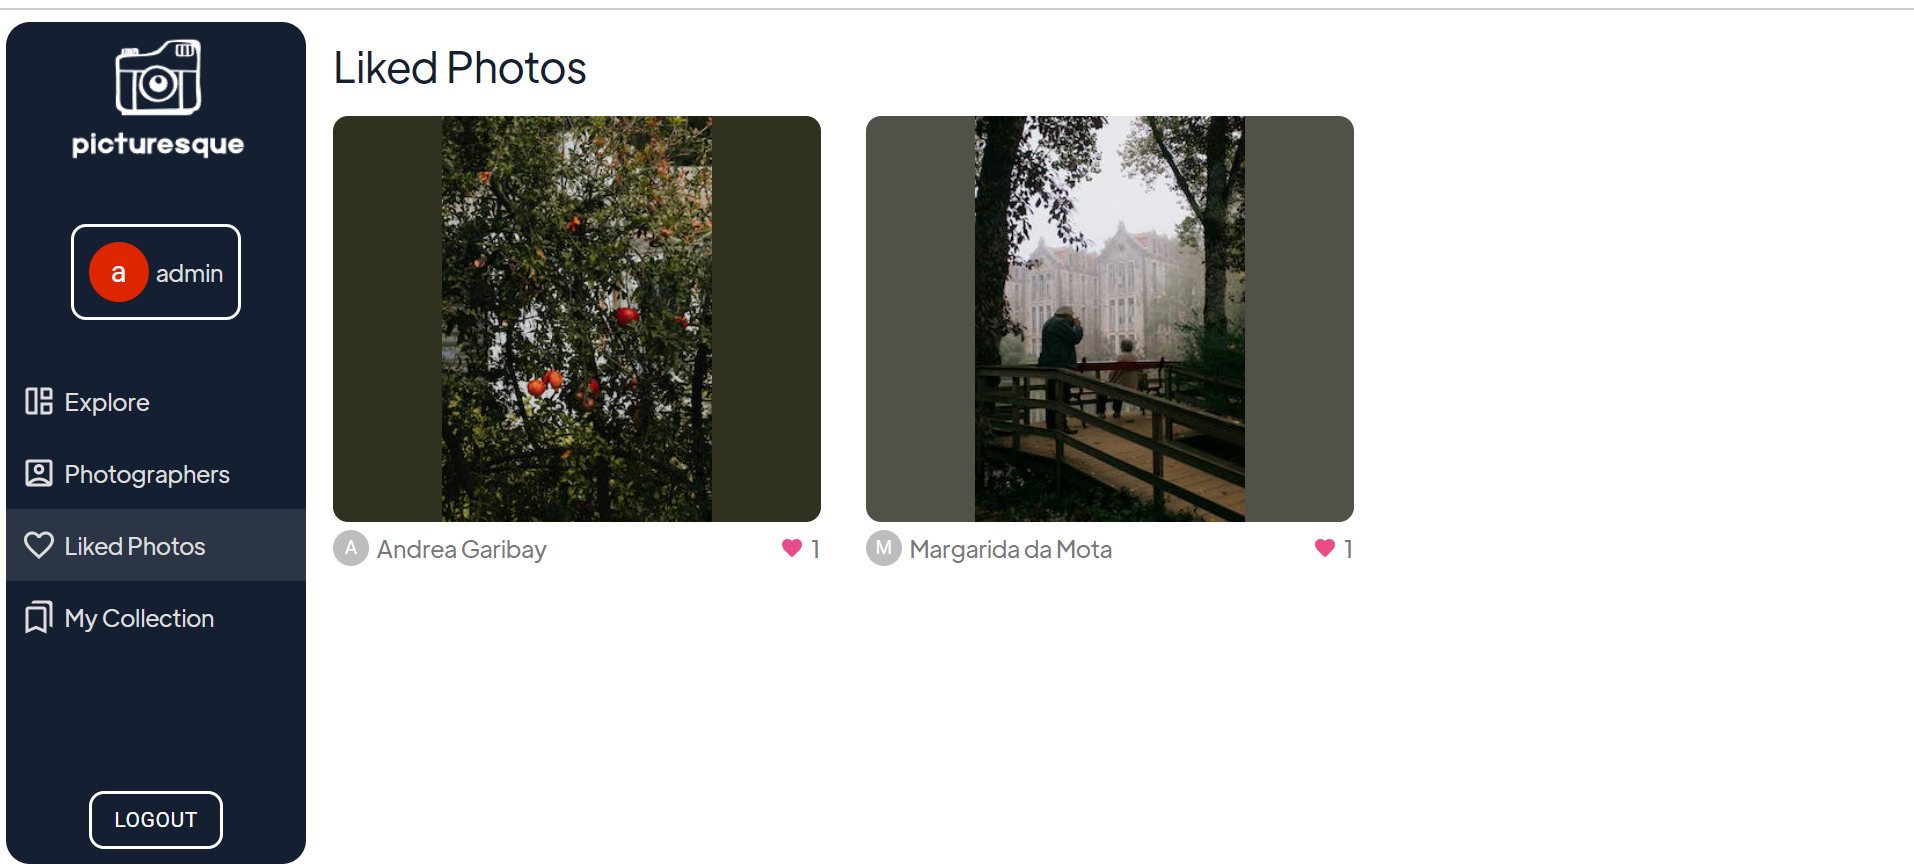 picturesque
a admin
Explore
Photographers
Liked Photos
My Collection
LOGOUT
Liked Photos
A Andrea Garibay 1
M Margarida da Mota 1